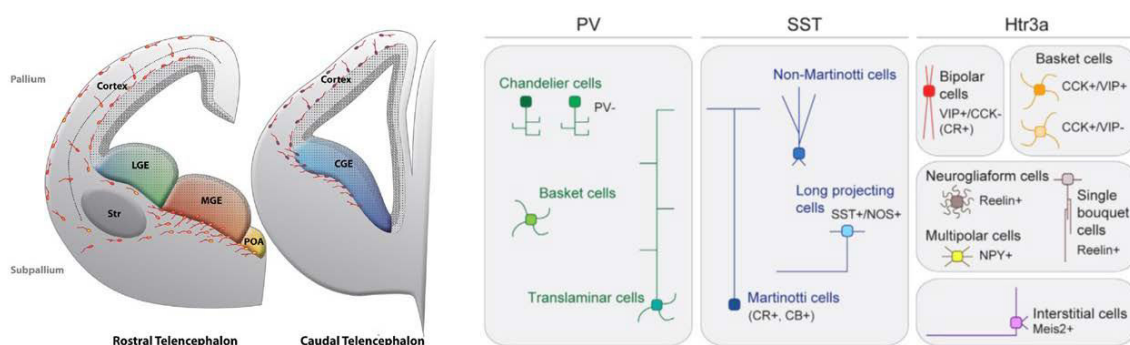 Pallium
Subpallium
Cortex
LGE
MGE
Str
POA
Rostral Telencephalon
Cortex
CGE
Caudal Telencephalon
PV
Chandelier cells
PV-
Basket cells
Translaminar cells
SST
Non-Martinotti cells
Long projecting
cells
SST+/NOS+
Martinotti cells
(CR+, CB+)
Htr3a
Bipolar
cells
VIP+/CCK-
(CR+)
Basket cells
CCK+/VIP+
CCK+/VIP-
Neurogliaform cells
Reelin+
Multipolar cells
NPY+
Single
bouquet
cells
Reelin+
Interstitial cells
Meis2+